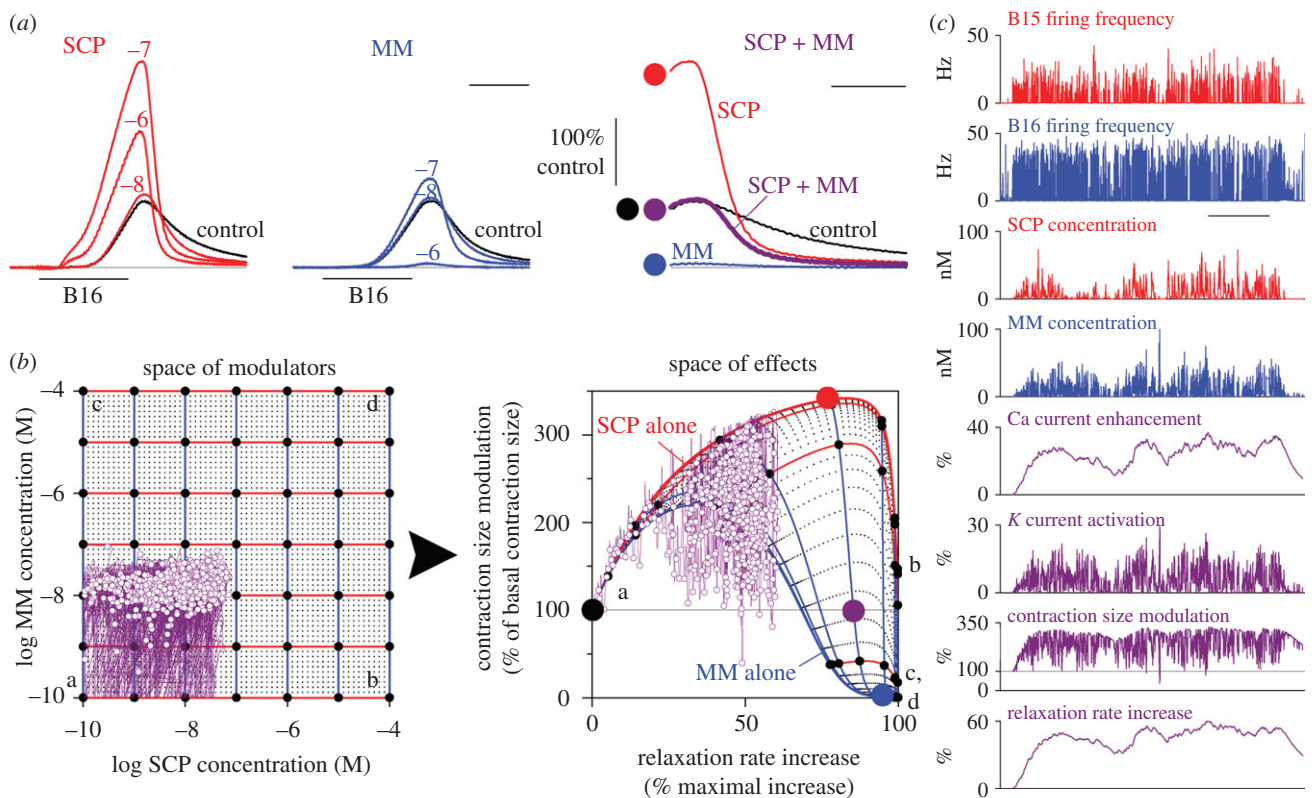 (a)
SCP
–7
–6
–8
control
B16
MM
–7
–8
–6
B16
SCP + MM
100%
control
SCP
SCP + MM
control
MM
(b)
space of modulators
log MM concentration (M)
–4
–6
–8
–10
c
d
a
b
–10
–8
–6
–4
log SCP concentration (M)
space of effects
contraction size modulation
(% of basal contraction size)
300
200
100
0
SCP alone
a
b
MM alone
c,
d
0
50
100
relaxation rate increase
(% maximal increase)
(c)
B15 firing frequency
Hz
50
0
B16 firing frequency
Hz
50
0
SCP concentration
nM
100
0
MM concentration
nM
100
0
Ca current enhancement
%
40
0
K current activation
%
30
0
contraction size modulation
%
350
100
0
relaxation rate increase
%
60
0